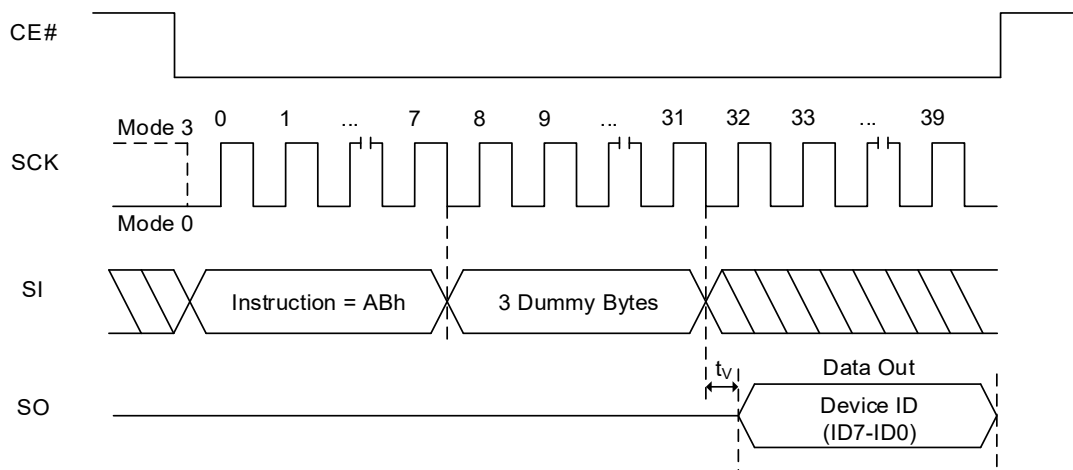 CE#
0 1 ... 7 8 9 ... 31 32 33 ... 39
Mode 3
SCK
Mode 0
SI
Instruction = ABh
3 Dummy Bytes
tV
Data Out
SO
Device ID
(ID7-ID0)